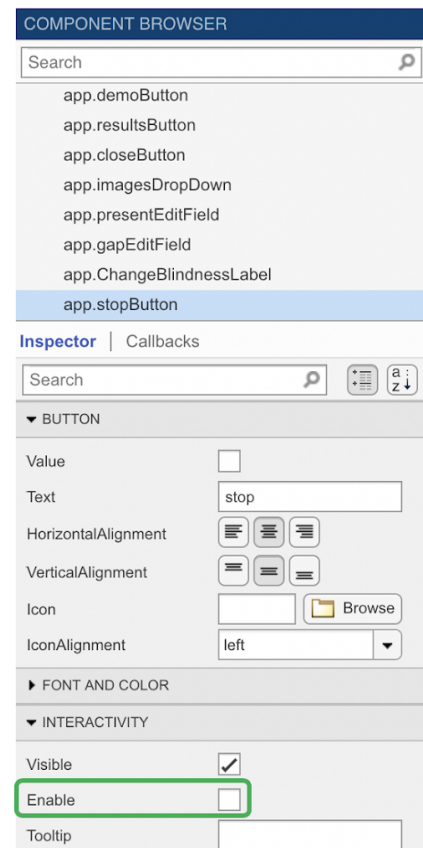 COMPONENT BROWSER
Search
app.demoButton
app.resultsButton
app.closeButton
app.imagesDropDown
app.presentEditField
app.gapEditField
app.ChangeBlindnessLabel
app.stopButton
Inspector | Callbacks
Search
a z
BUTTON
Value
Text stop
HorizontalAlignment
VerticalAlignment
Icon Browse
IconAlignment left
FONT AND COLOR
INTERACTIVITY
Visible
Enable
Tooltip